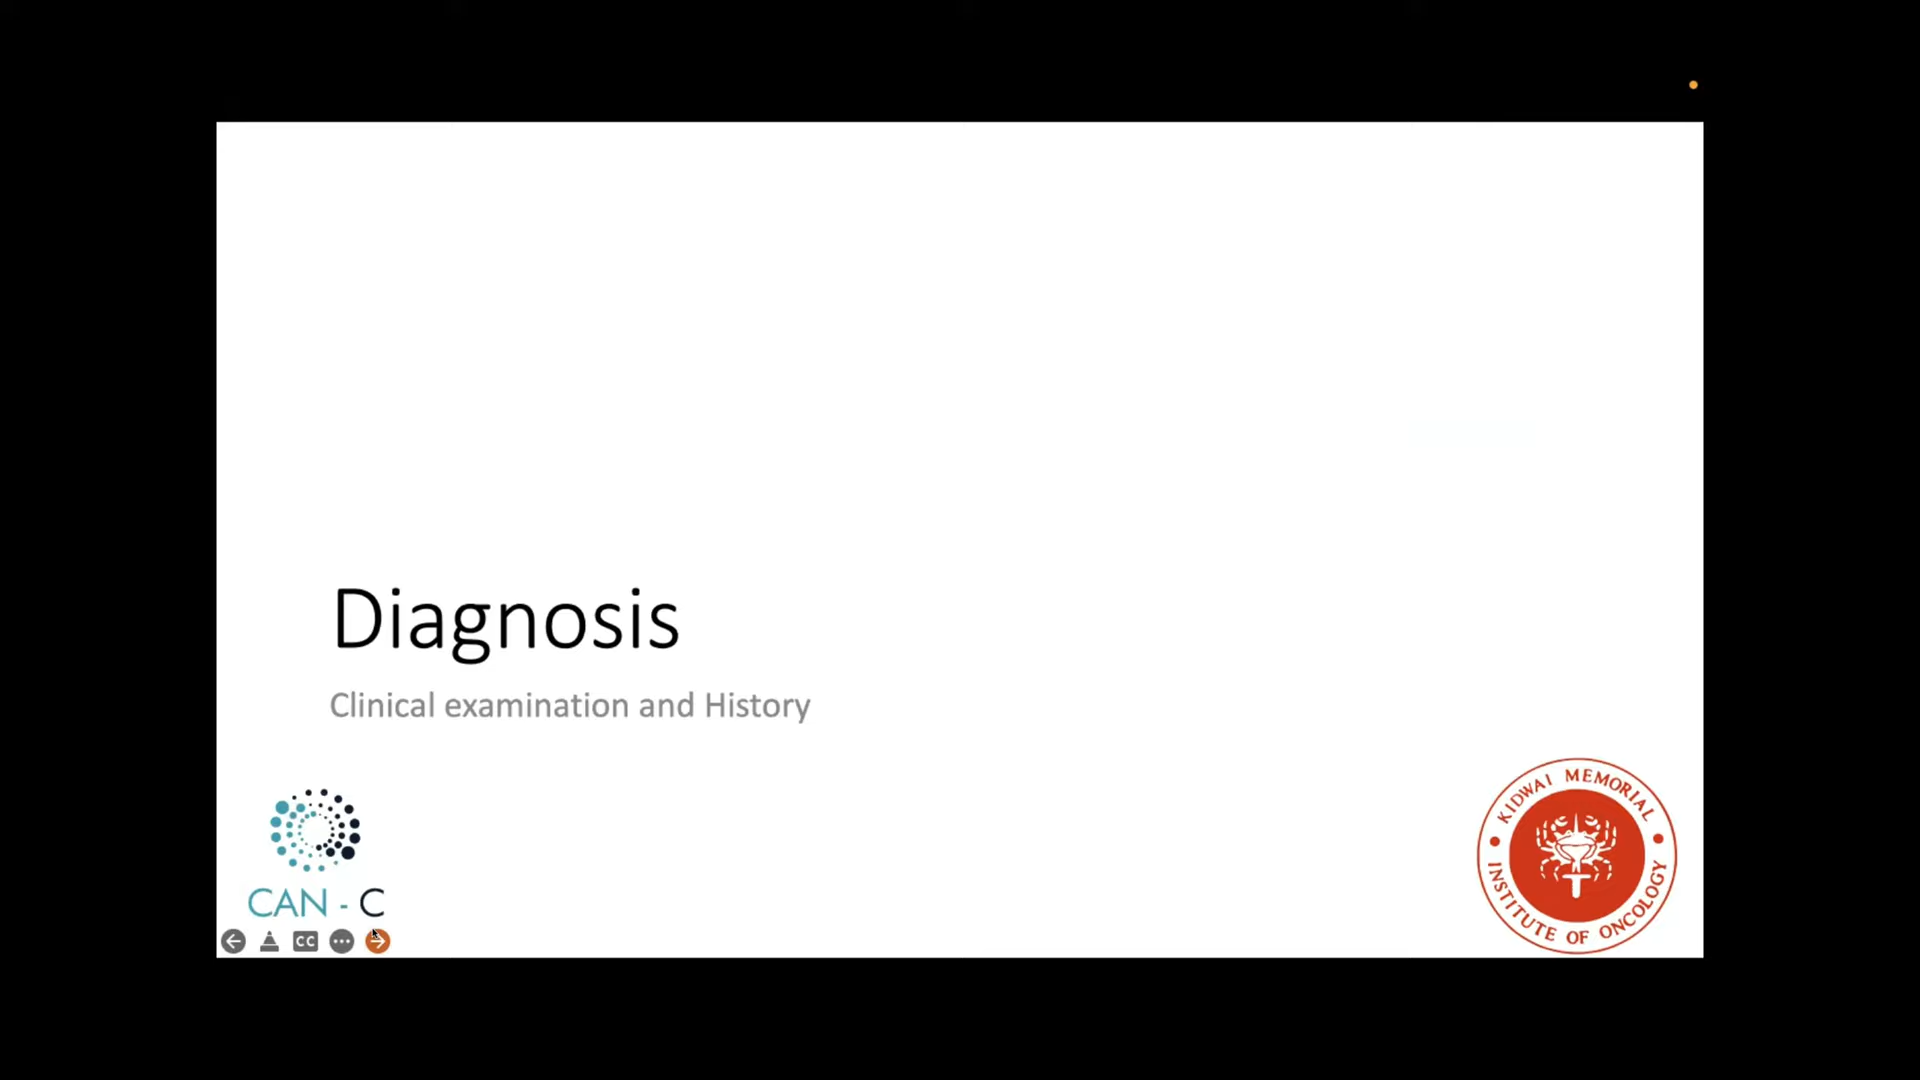 Diagnosis
Clinical examination and History
CAN - C
CC
KIDWAI MEMORIAL
INSTITUTE OF ONCOLOGY